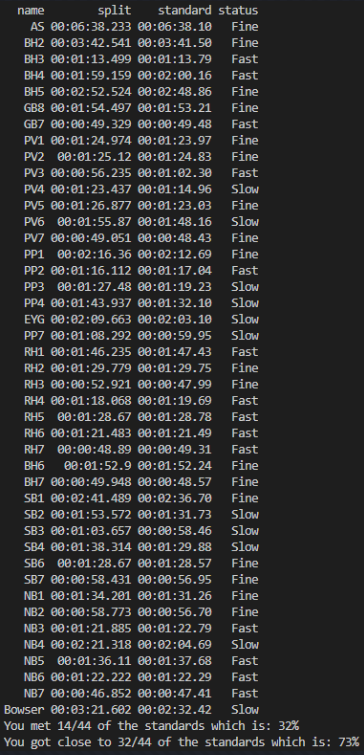 name split standard status
AS 00:06:38.233 00:06:38.10 Fine
BH2 00:03:42.541 00:03:41.50 Fine
BH3 00:01:13.499 00:01:13.79 Fast
BH4 00:01:59.159 00:02:00.16 Fast
BH5 00:02:52.524 00:02:48.86 Fine
GB8 00:01:54.497 00:01:53.21 Fine
GB7 00:00:49.329 00:00:49.48 Fast
PV1 00:01:24.974 00:01:23.97 Fine
PV2 00:01:25.12 00:01:24.83 Fine
PV3 00:00:56.235 00:01:02.30 Fast
PV4 00:01:23.437 00:01:14.96 Slow
PV5 00:01:26.877 00:01:23.03 Fine
PV6 00:01:55.87 00:01:48.16 Slow
PV7 00:00:49.051 00:00:48.43 Fine
PP1 00:02:16.36 00:02:12.69 Fine
PP2 00:01:16.112 00:01:17.04 Fast
PP3 00:01:27.48 00:01:19.23 Slow
PP4 00:01:43.937 00:01:32.10 Slow
EYG 00:02:09.663 00:02:03.10 Slow
PP7 00:01:08.292 00:00:59.95 Slow
RH1 00:01:46.235 00:01:47.43 Fast
RH2 00:01:29.779 00:01:29.75 Fine
RH3 00:00:52.921 00:00:47.99 Fine
RH4 00:01:18.068 00:01:19.69 Fast
RH5 00:01:28.67 00:01:28.78 Fast
RH6 00:01:21.483 00:01:21.49 Fast
RH7 00:00:48.89 00:00:49.31 Fast
BH6 00:01:52.9 00:01:52.24 Fine
BH7 00:00:49.948 00:00:48.57 Fine
SB1 00:02:41.489 00:02:36.70 Fine
SB2 00:01:53.572 00:01:31.73 Slow
SB3 00:01:03.657 00:00:58.46 Slow
SB4 00:01:38.314 00:01:29.88 Slow
SB6 00:01:28.67 00:01:28.57 Fine
SB7 00:00:58.431 00:00:56.95 Fine
NB1 00:01:34.201 00:01:31.26 Fine
NB2 00:00:58.773 00:00:56.70 Fine
NB3 00:01:21.885 00:01:22.79 Fast
NB4 00:02:21.318 00:02:04.69 Slow
NB5 00:01:36.11 00:01:37.68 Fast
NB6 00:01:22.222 00:01:22.29 Fast
NB7 00:00:46.852 00:00:47.41 Fast
Bowser 00:03:21.602 00:02:32.42 Slow
You met 14/44 of the standards which is: 32%
You got close to 32/44 of the standards which is: 73%